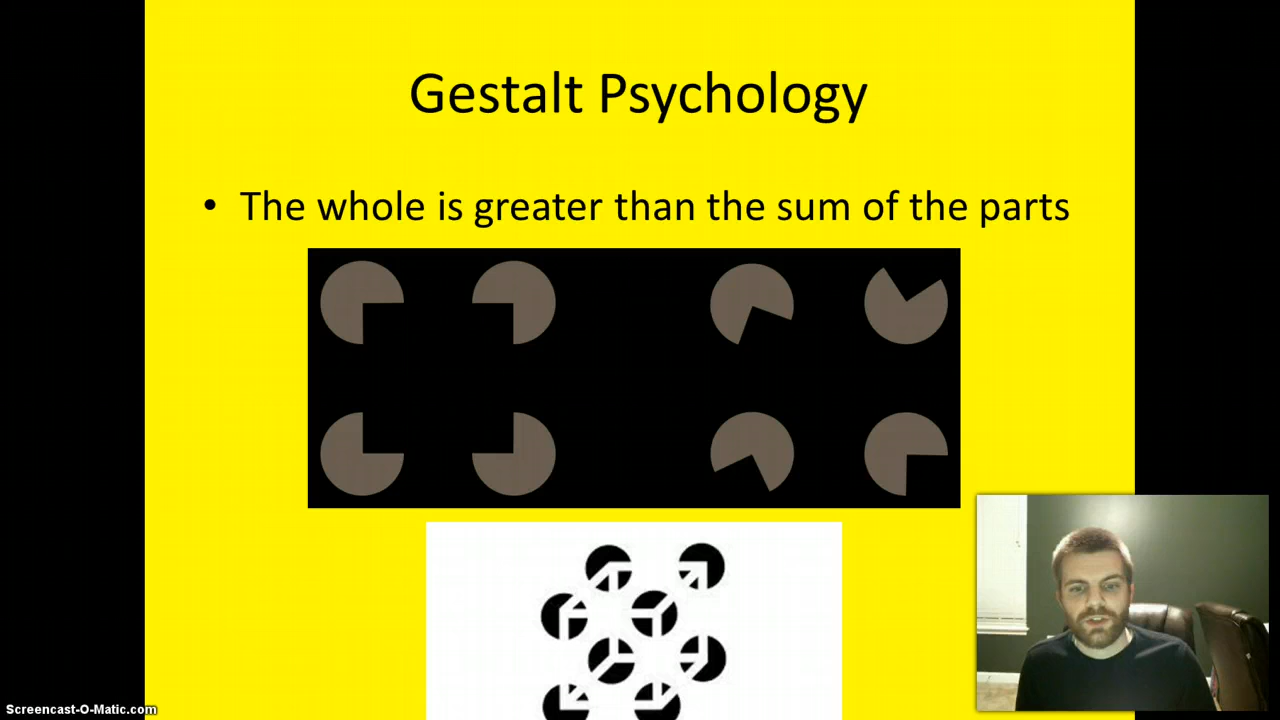 Gestalt Psychology
• The whole is greater than the sum of the parts
Screencast-O-Matic.com